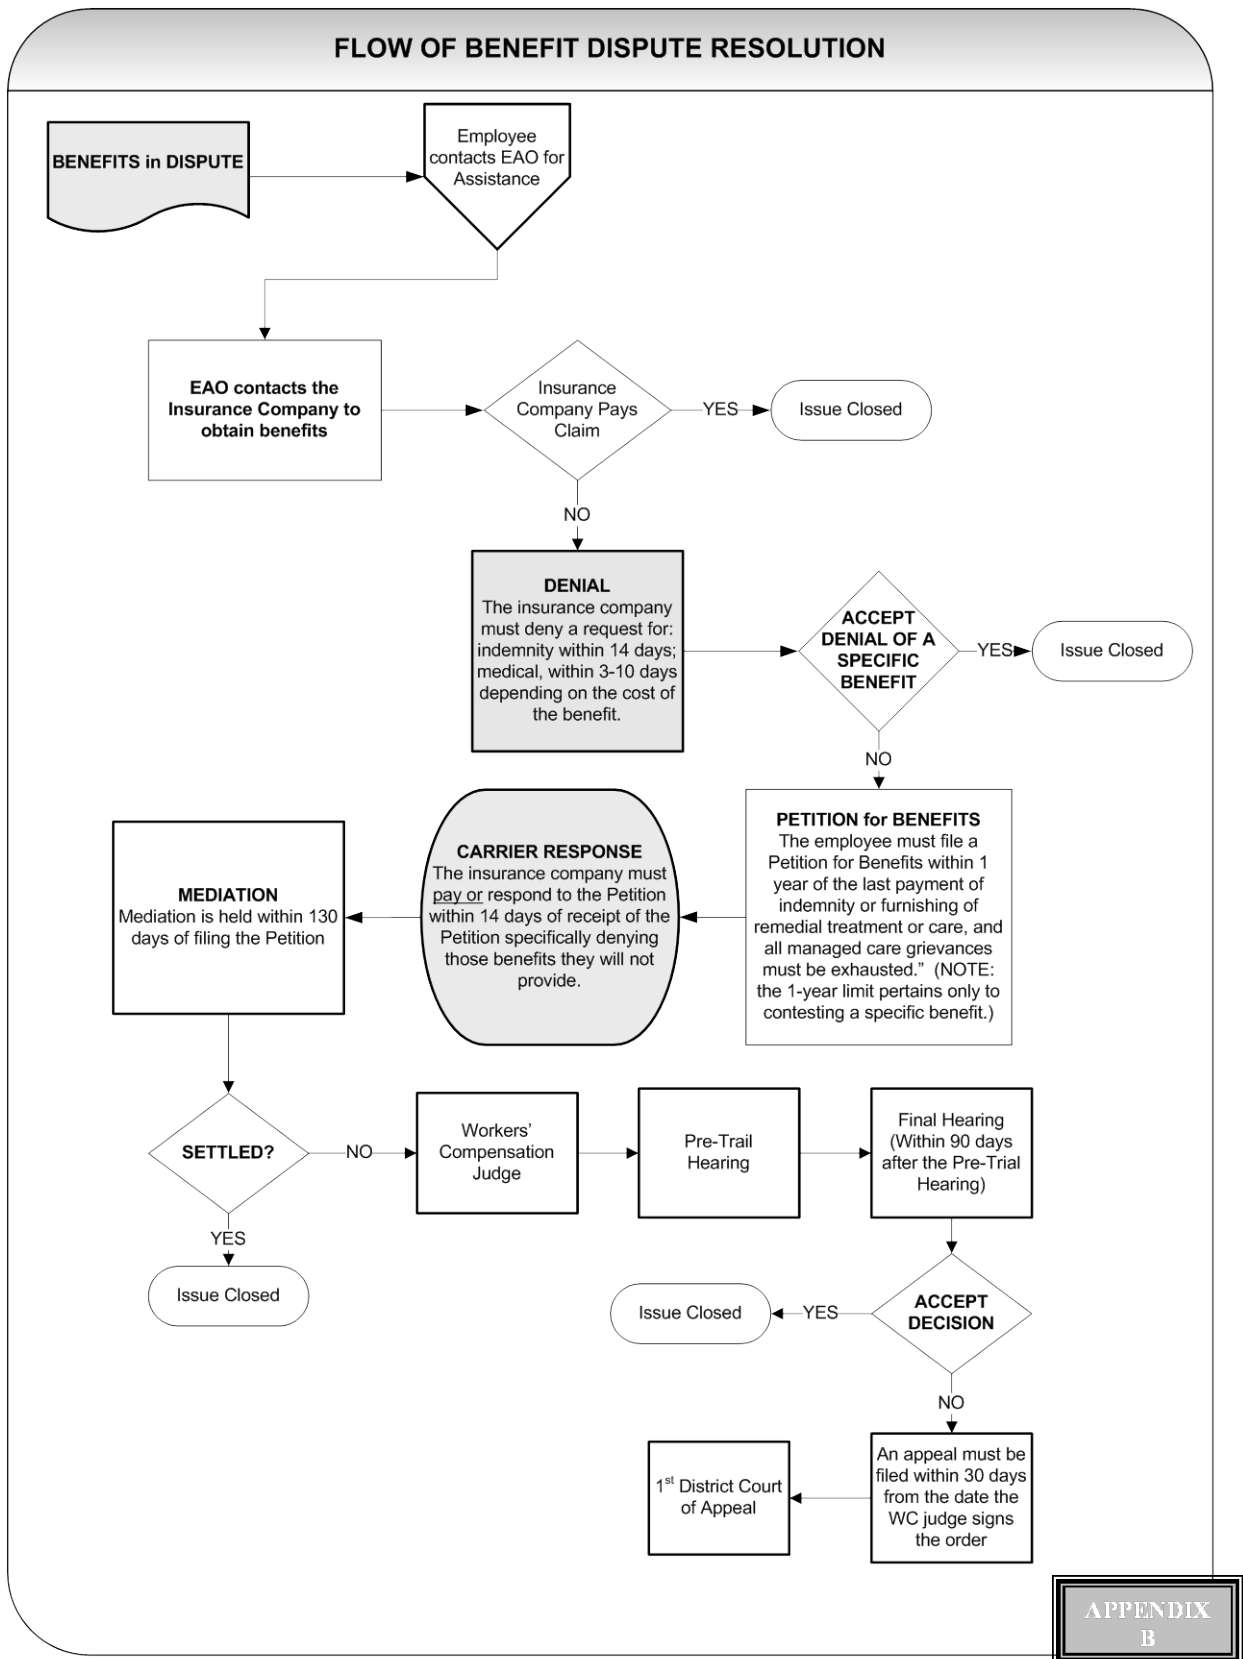 FLOW OF BENEFIT DISPUTE RESOLUTION
BENEFITS in DISPUTE
Employee
contacts EAO for
Assistance
EAO contacts the
Insurance Company to
obtain benefits
Insurance
Company Pays
Claim
YES
Issue Closed
NO
DENIAL
The insurance company
must deny a request for:
indemnity within 14 days;
medical, within 3-10 days
depending on the cost of
the benefit.
ACCEPT
DENIAL OF A
SPECIFIC
BENEFIT
YES
Issue Closed
NO
PETITION for BENEFITS
The employee must file a
Petition for Benefits within 1
year of the last payment of
indemnity or furnishing of
remedial treatment or care, and
all managed care grievances
must be exhausted.” (NOTE:
the 1-year limit pertains only to
contesting a specific benefit.)
CARRIER RESPONSE
The insurance company must
pay or respond to the Petition
within 14 days of receipt of the
Petition specifically denying
those benefits they will not
provide.
MEDIATION
Mediation is held within 130
days of filing the Petition
SETTLED?
NO
YES
Issue Closed
Workers’
Compensation
Judge
Pre-Trail
Hearing
Final Hearing
(Within 90 days
after the Pre-Trial
Hearing)
ACCEPT
DECISION
YES
Issue Closed
NO
An appeal must be
filed within 30 days
from the date the
WC judge signs
the order
1st District Court
of Appeal
APPENDIX
B